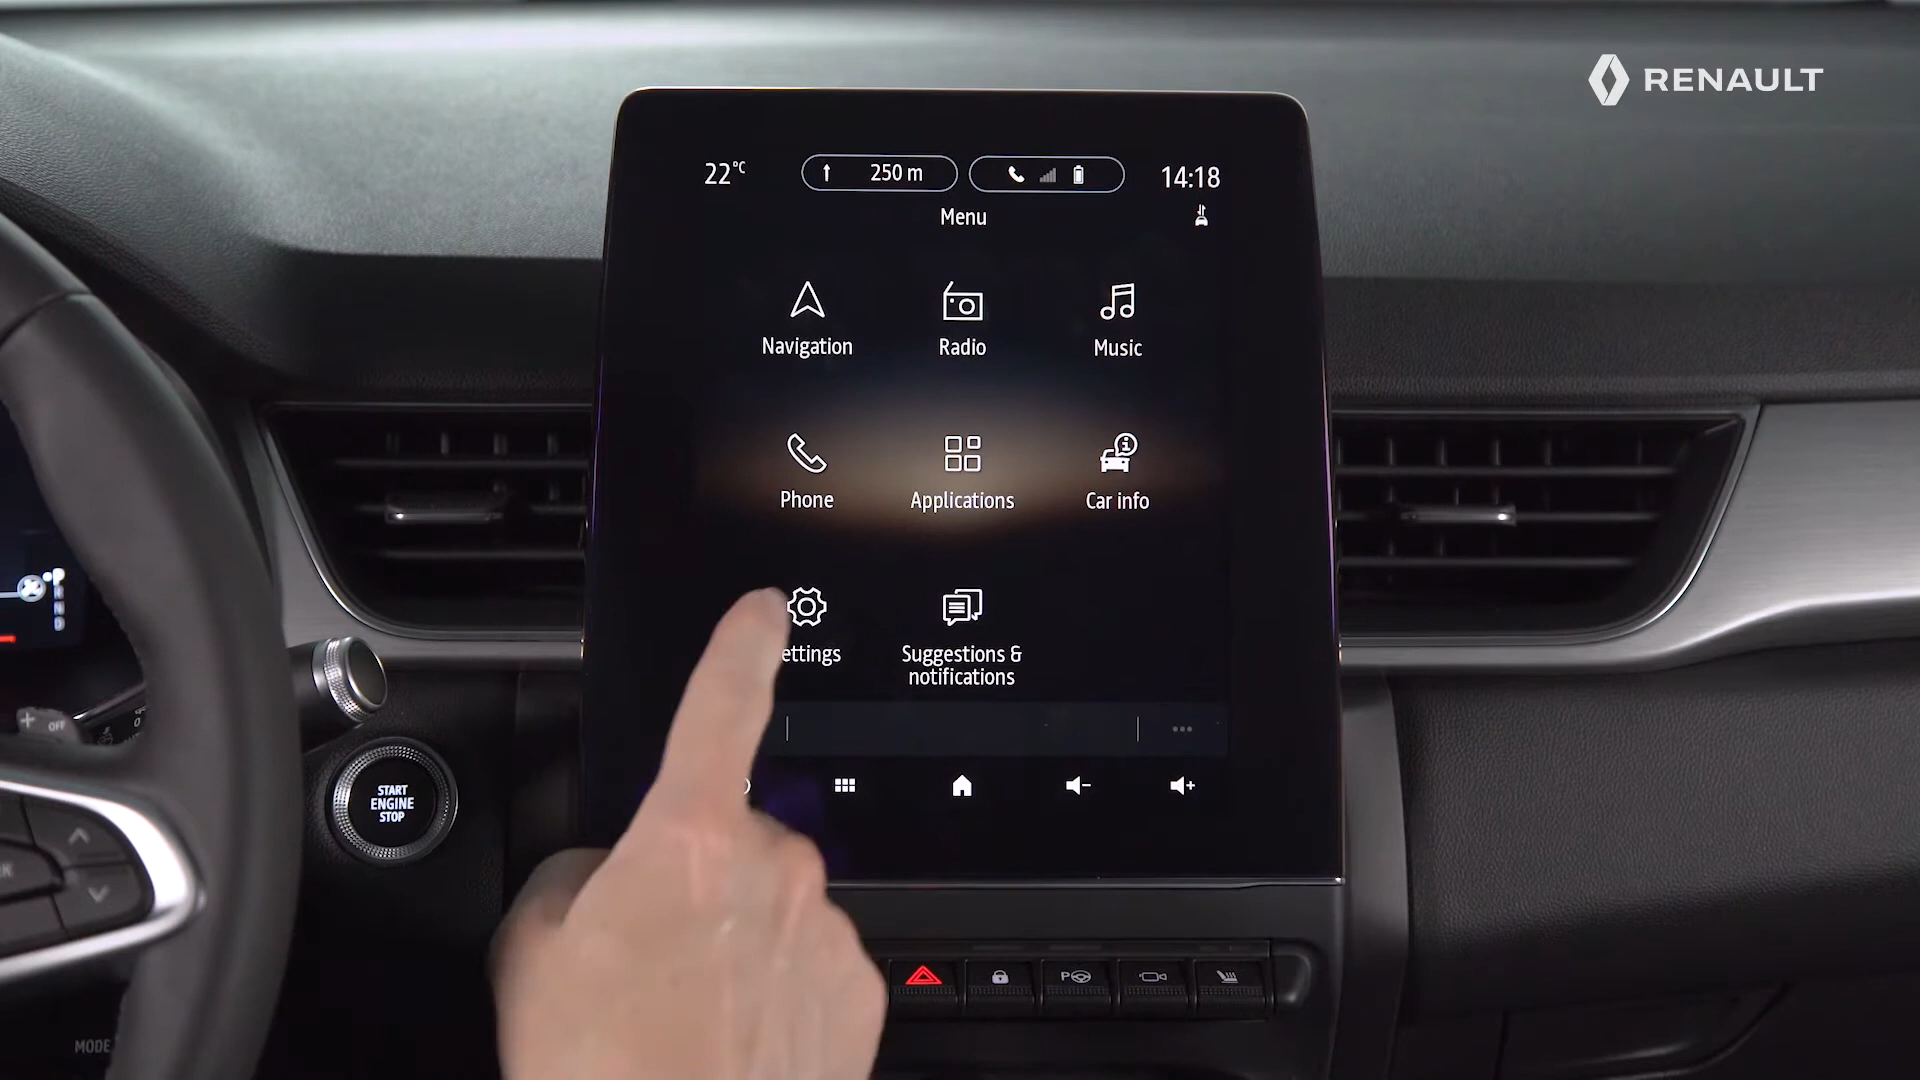 RENAULT
22°C
250 m
14:18
Menu
Navigation
Radio
Music
Phone
Applications
Car info
ettings
Suggestions &
notifications
START
ENGINE
STOP
OFF
P
R
N
D
P
MODE